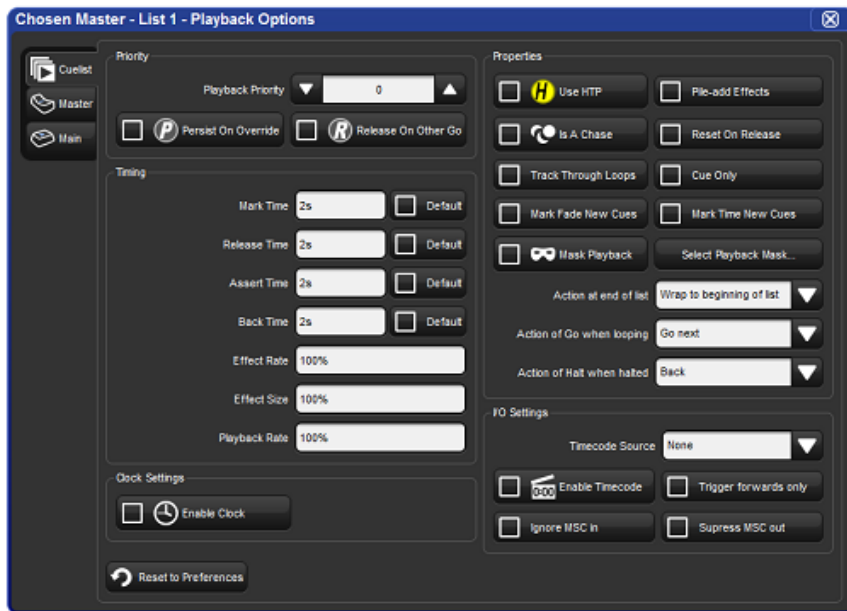 Chosen Master - List 1 - Playback Options
Cuelist
Master
Main
Priority
Playback Priority 0
P Persist On Override R Release On Other Go
Timing
Mark Time 2s Default
Release Time 2s Default
Assert Time 2s Default
Back Time 2s Default
Effect Rate 100%
Effect Size 100%
Playback Rate 100%
Clock Settings
Enable Clock
Reset to Preferences
Properties
H Use HTP Pile-add Effects
Is A Chase Reset On Release
Track Through Loops Cue Only
Mark Fade New Cues Mark Time New Cues
Mask Playback Select Playback Mask...
Action at end of list Wrap to beginning of list
Action of Go when looping Go next
Action of Halt when halted Back
I/O Settings
Timecode Source None
0:00 Enable Timecode Trigger forwards only
Ignore MSC in Supress MSC out